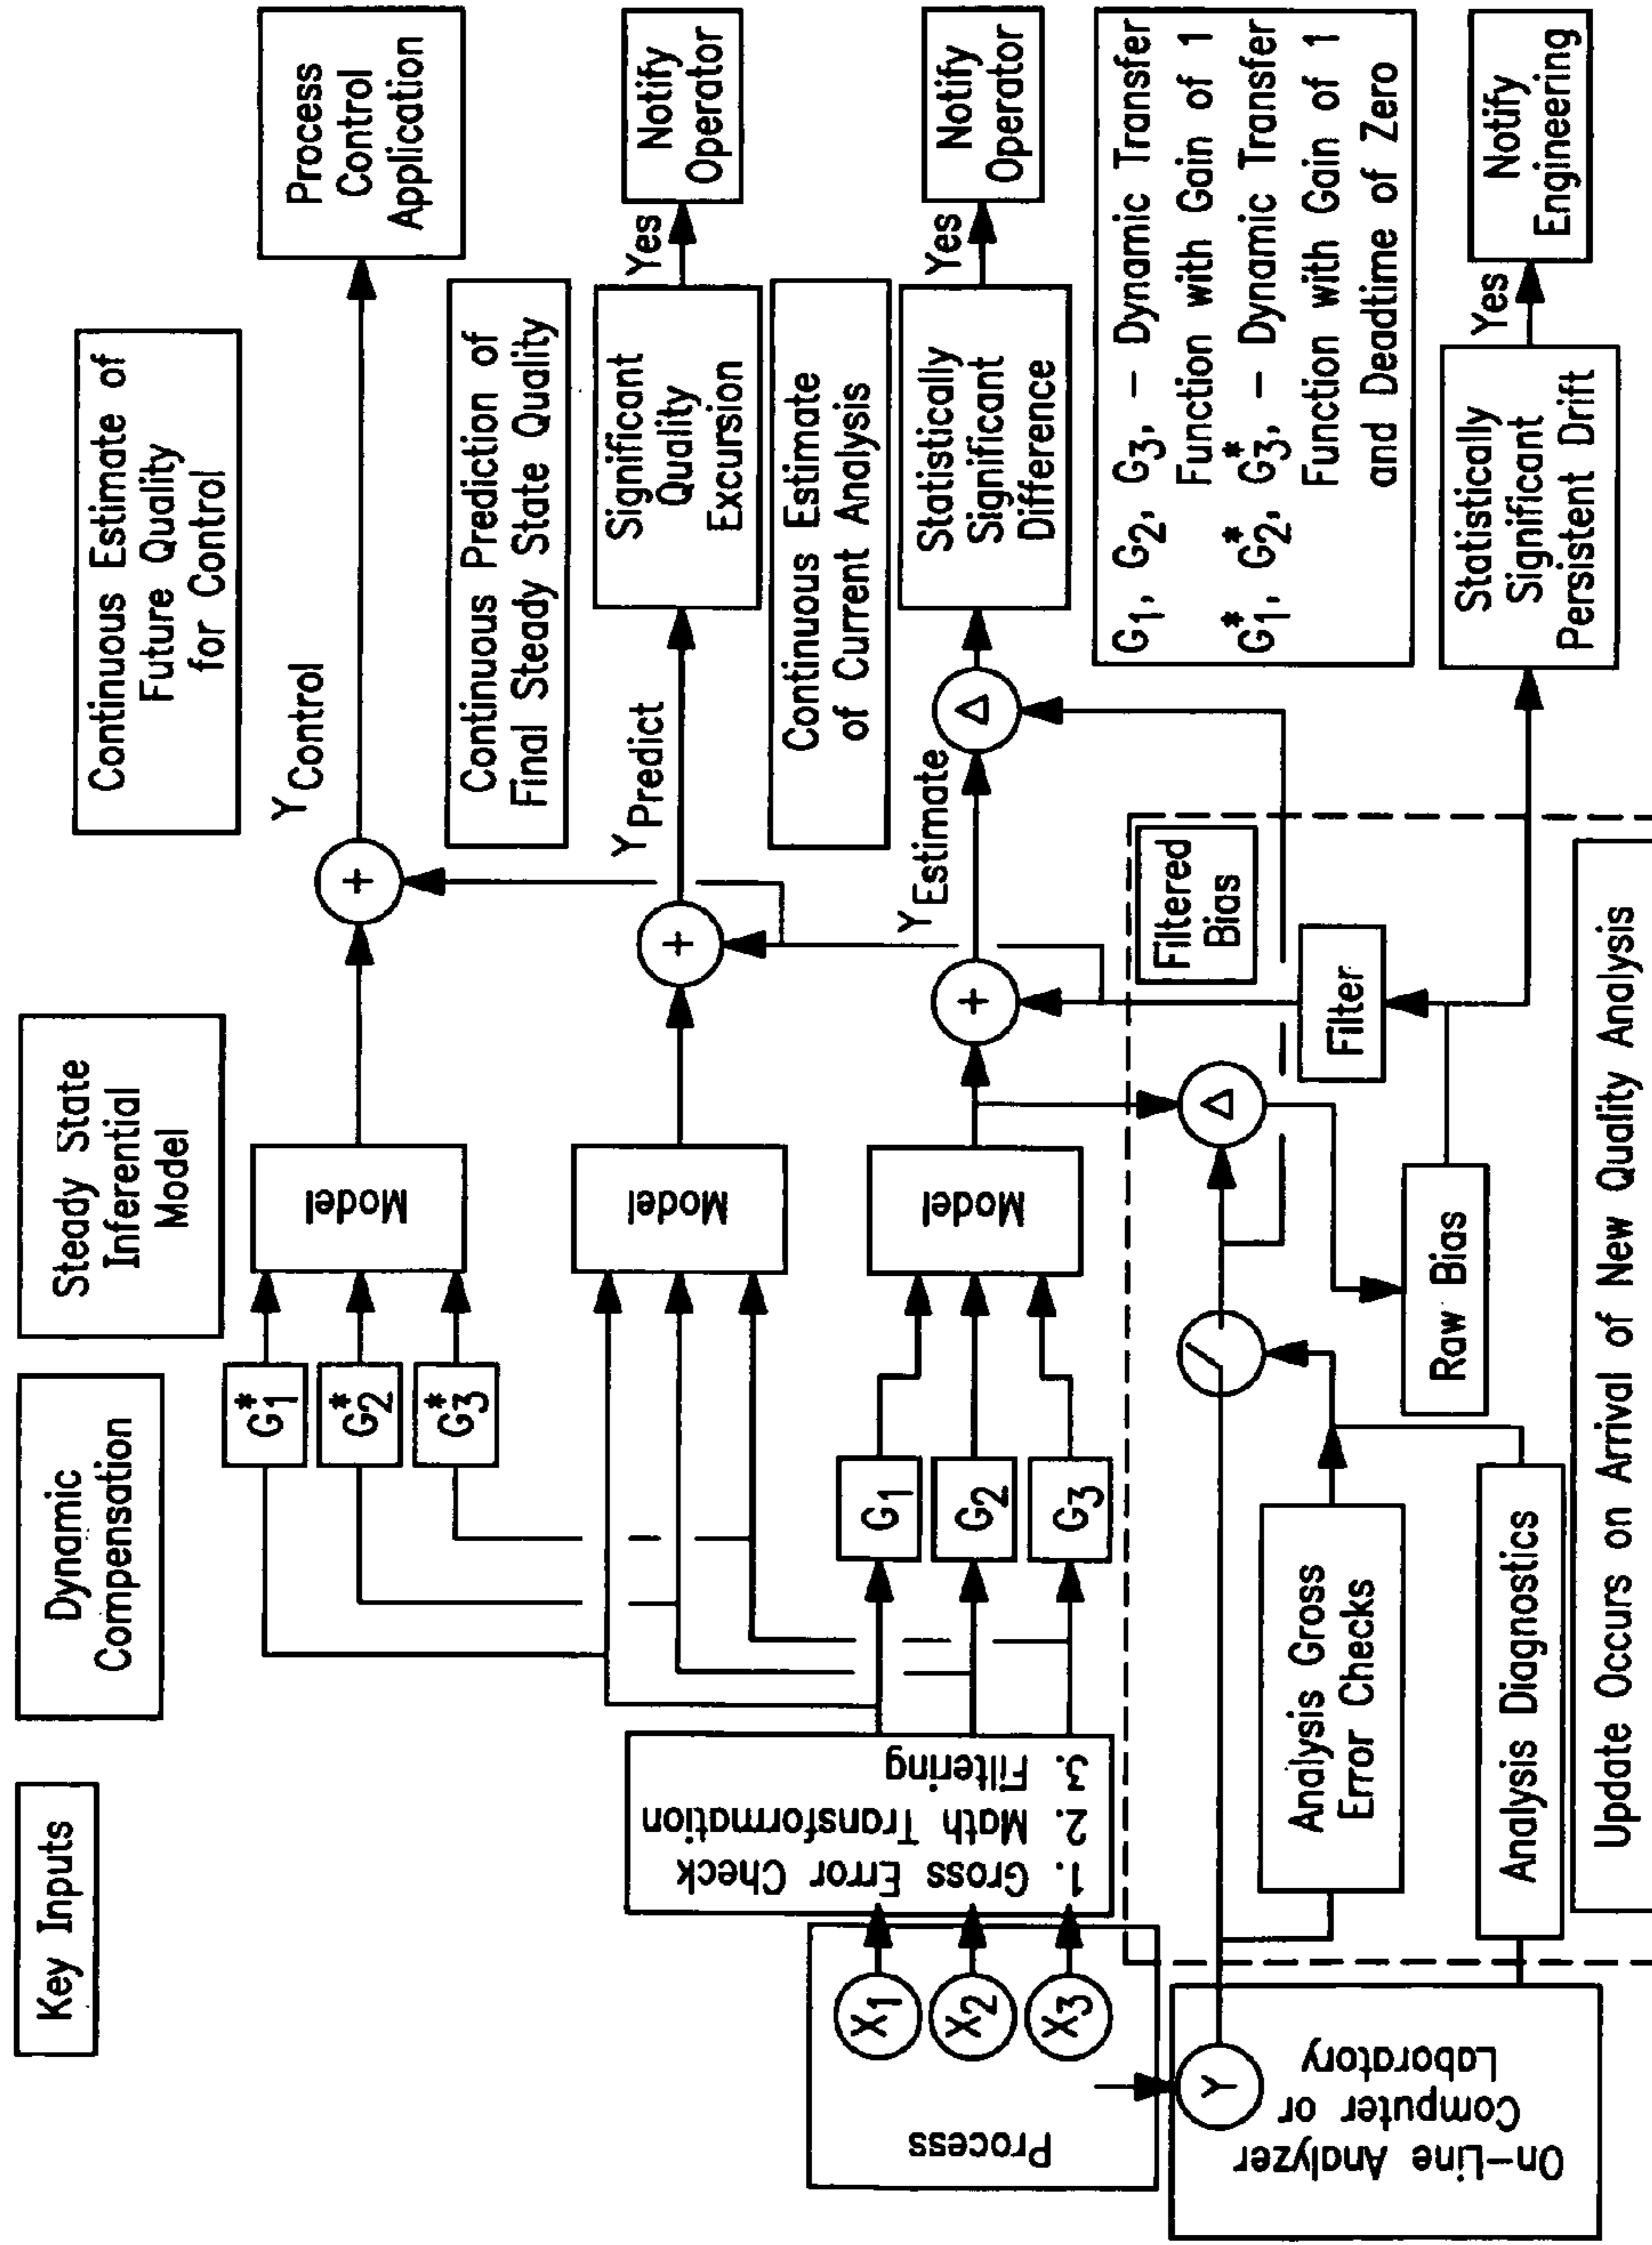 Key Inputs
Dynamic
Compensation
Steady State
Inferential
Model
Continuous Estimate of
Future Quality
for Control
G*1
G*2
G*3
Model
+
YControl
Process
Control
Application
Continuous Prediction of
Final Steady State Quality
Model
+
YPredict
Significant
Quality
Excursion
Yes
Notify
Operator
Continuous Estimate
of Current Analysis
Process
X1
X2
X3
1. Gross Error Check
2. Math Transformation
3. Filtering
G1
G2
G3
Model
+
YEstimate
Δ
Statistically
Significant
Difference
Yes
Notify
Operator
G1, G2, G3, – Dynamic Transfer
Function with Gain of 1
G*1, G*2, G*3, – Dynamic Transfer
Function with Gain of 1
and Deadtime of Zero
Filtered
Bias
Y
On-Line Analyzer
Computer or
Laboratory
Δ
Analysis Gross
Error Checks
Filter
Raw Bias
Analysis Diagnostics
Statistically
Significant
Persistent Drift
Yes
Notify
Engineering
Update Occurs on Arrival of New Quality Analysis